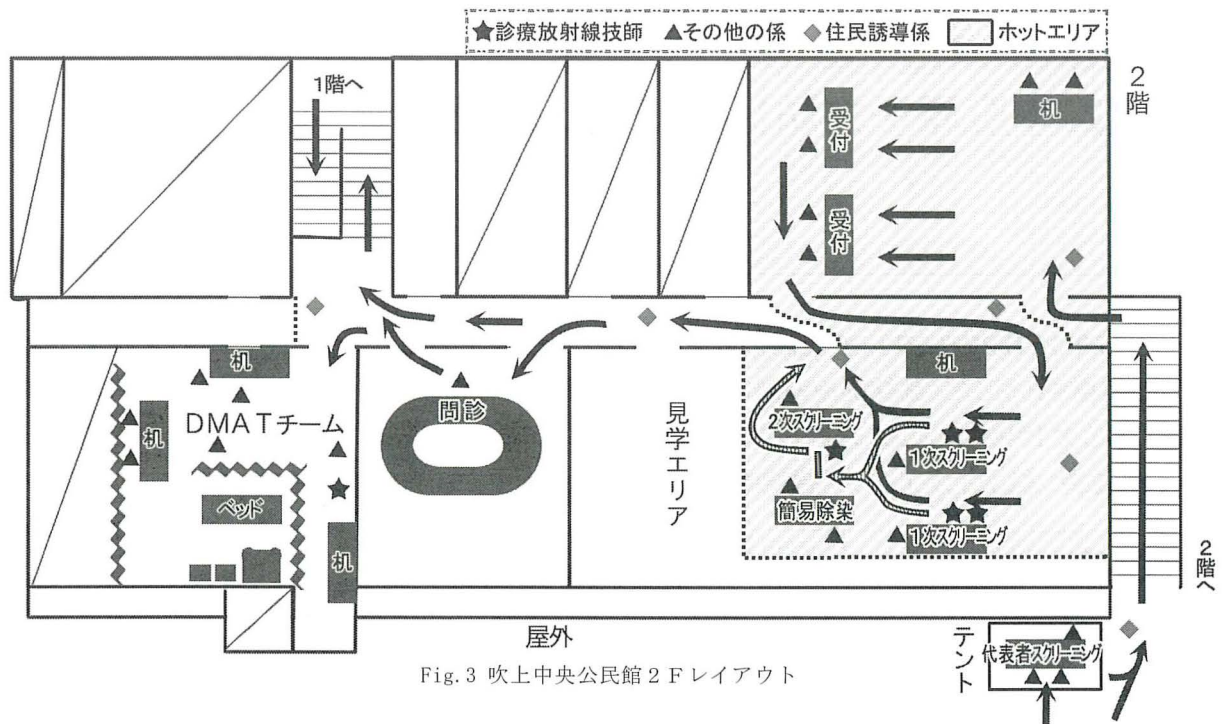 ★診療放射線技師 ▲その他の係 ◆住民誘導係 ホットエリア
2階
1階へ
机
受付
受付
机
机
DMATチーム
机
ベッド
机
問診
見学エリア
机
2次スクリーニング
1次スクリーニング
簡易除染
1次スクリーニング
2階へ
屋外
テント
代表者スクリーニング
Fig.3 吹上中央公民館2Fレイアウト